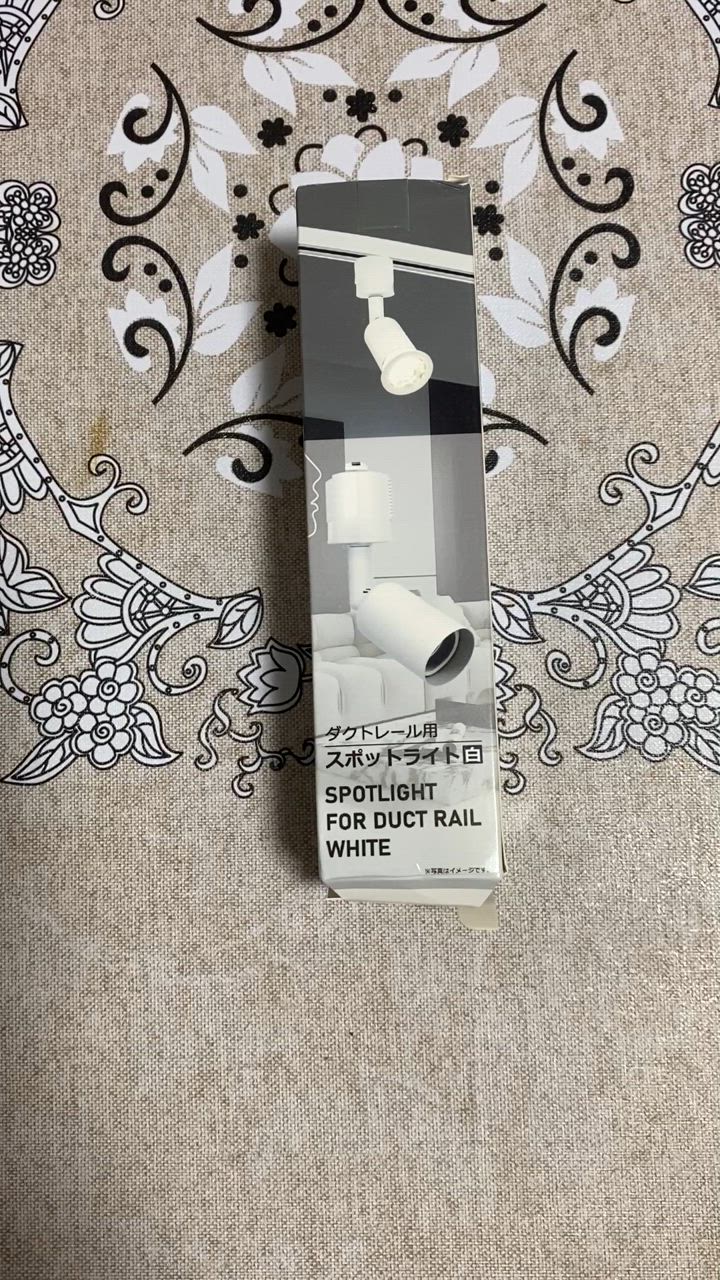 ダクトレール用
スポットライト白
SPOTLIGHT
FOR DUCT RAIL
WHITE
※写真はイメージです。